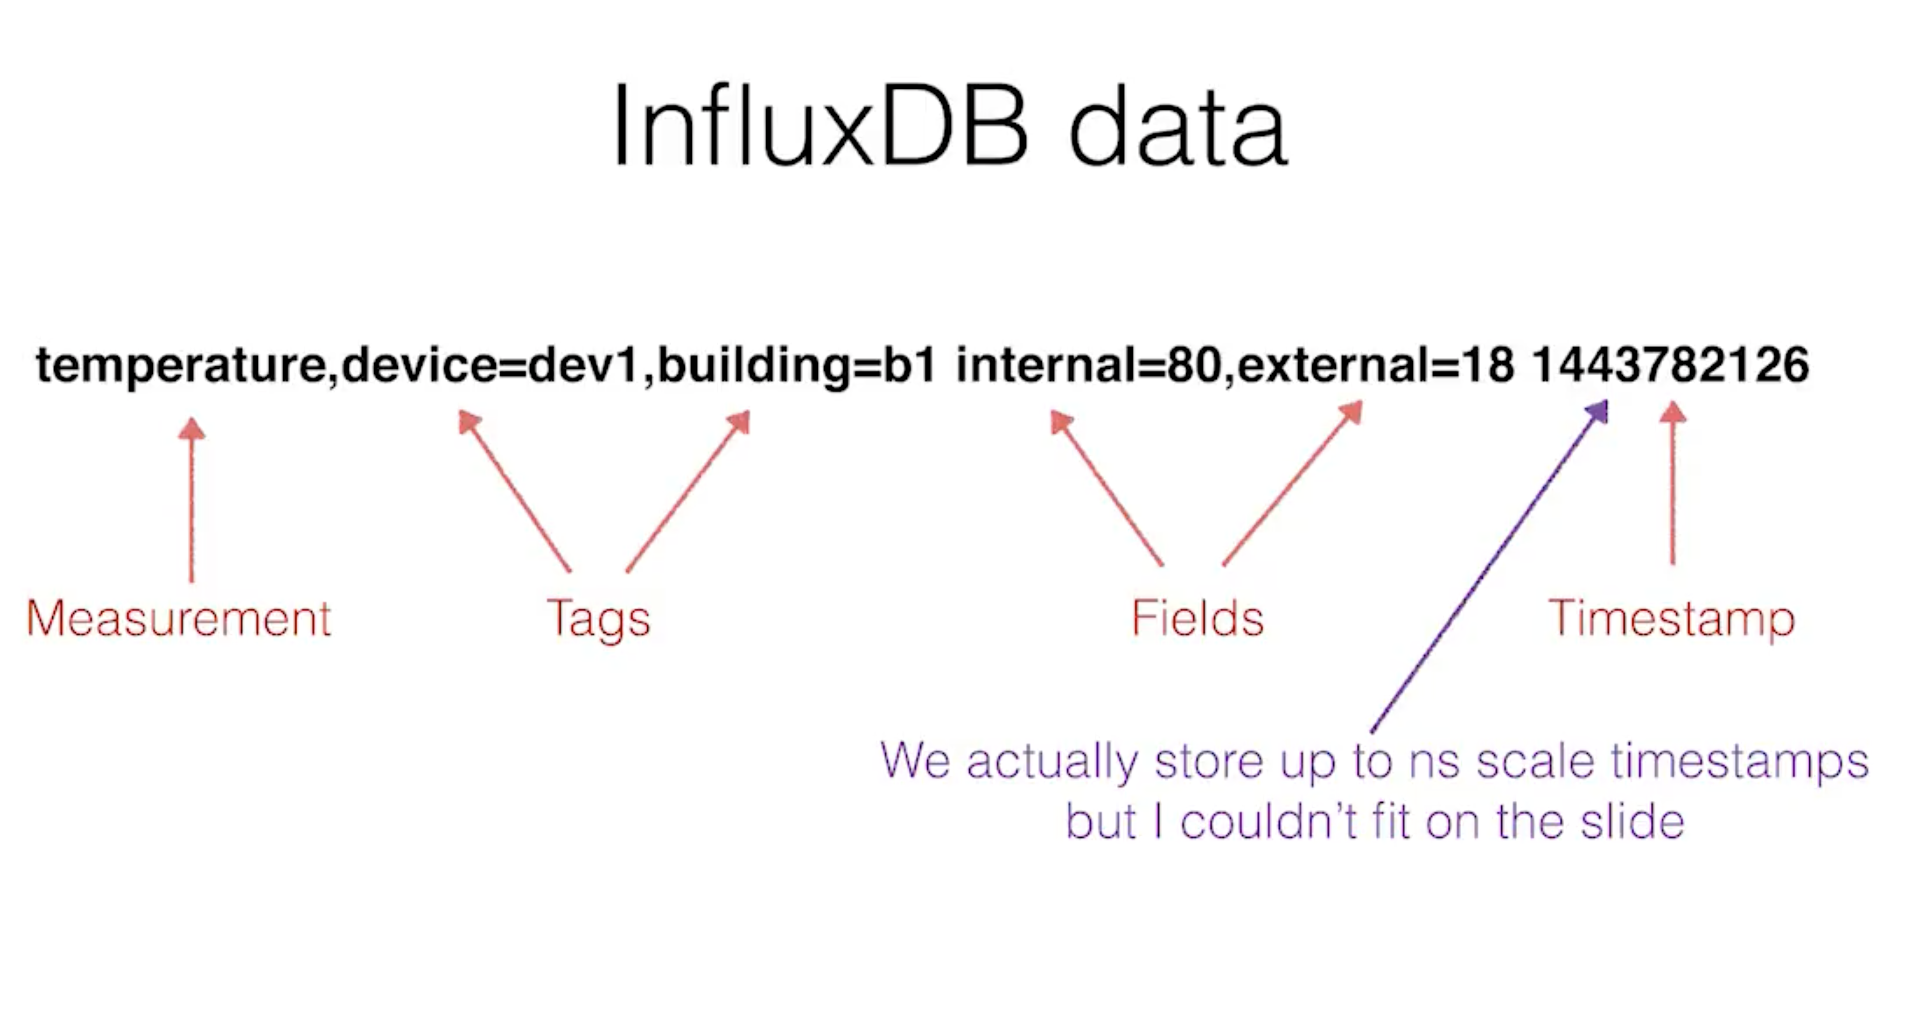 InfluxDB data
temperature,device=dev1,building=b1 internal=80,external=18 1443782126
Measurement
Tags
Fields
Timestamp
We actually store up to ns scale timestamps
but I couldn’t fit on the slide